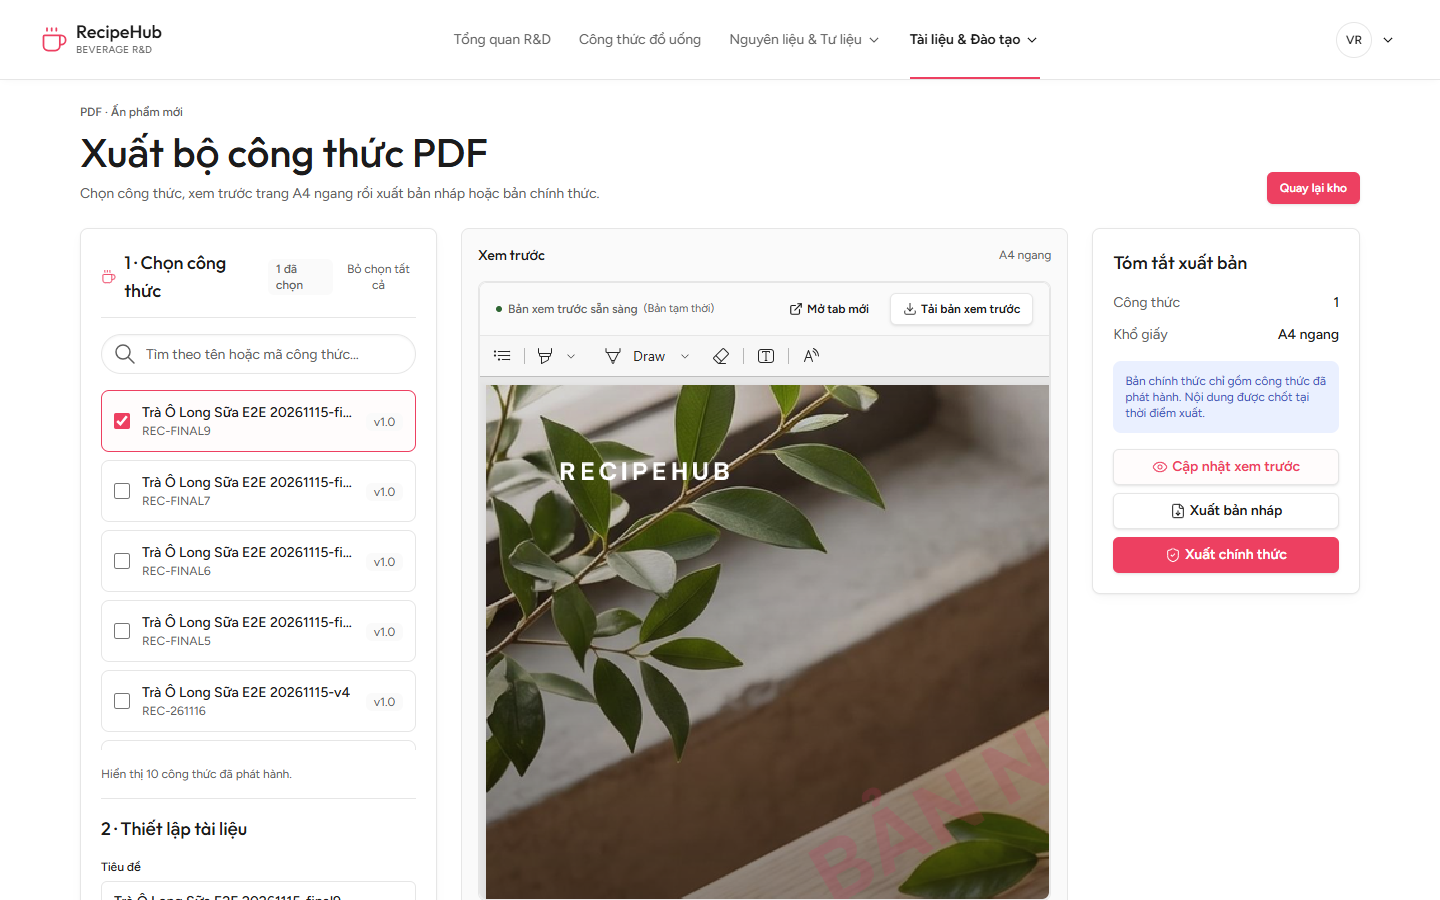 RecipeHub
BEVERAGE R&D
Tổng quan R&D
Công thức đồ uống
Nguyên liệu & Tư liệu
Tài liệu & Đào tạo
VR
PDF · Ấn phẩm mới
Xuất bộ công thức PDF
Chọn công thức, xem trước trang A4 ngang rồi xuất bản nháp hoặc bản chính thức.
Quay lại kho
1 · Chọn công
thức
1 đã
chọn
Bỏ chọn tất
cả
Tìm theo tên hoặc mã công thức...
Trà Ô Long Sữa E2E 20261115-fi...
REC-FINAL9
v1.0
Trà Ô Long Sữa E2E 20261115-fi...
REC-FINAL7
v1.0
Trà Ô Long Sữa E2E 20261115-fi...
REC-FINAL6
v1.0
Trà Ô Long Sữa E2E 20261115-fi...
REC-FINAL5
v1.0
Trà Ô Long Sữa E2E 20261115-v4
REC-261116
v1.0
Hiển thị 10 công thức đã phát hành.
2 · Thiết lập tài liệu
Tiêu đề
Trà Ô Long Sữa E2E 20261115-final9
Xem trước
A4 ngang
Bản xem trước sẵn sàng (Bản tạm thời)
Mở tab mới
Tải bản xem trước
Draw
RECIPEHUB
BẢN N
Tóm tắt xuất bản
Công thức
1
Khổ giấy
A4 ngang
Bản chính thức chỉ gồm công thức đã
phát hành. Nội dung được chốt tại
thời điểm xuất.
Cập nhật xem trước
Xuất bản nháp
Xuất chính thức